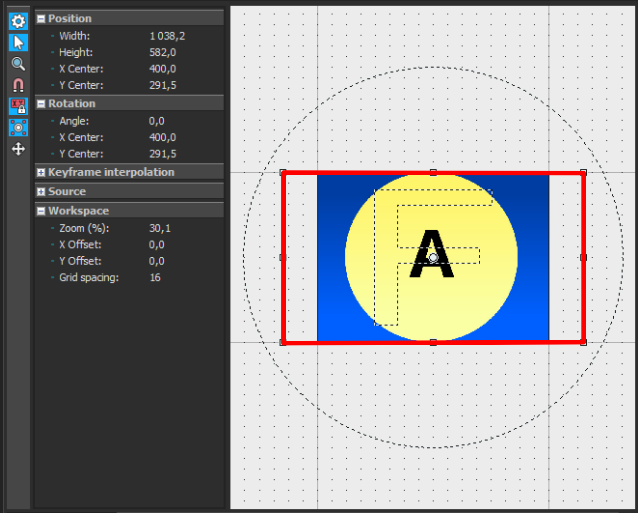 Position
Width: 1 038,2
Height: 582,0
X Center: 400,0
Y Center: 291,5
Rotation
Angle: 0,0
X Center: 400,0
Y Center: 291,5
Keyframe interpolation
Source
Workspace
Zoom (%): 30,1
X Offset: 0,0
Y Offset: 0,0
Grid spacing: 16
A
F